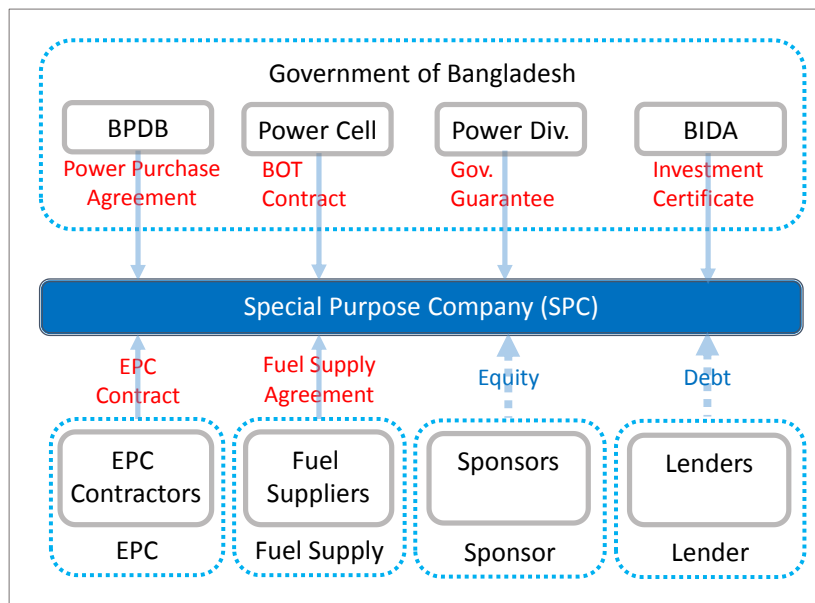 Government of Bangladesh
BPDB
Power Cell
Power Div.
BIDA
Power Purchase
Agreement
BOT
Contract
Gov.
Guarantee
Investment
Certificate
Special Purpose Company (SPC)
EPC
Contract
Fuel Supply
Agreement
Equity
Debt
EPC
Contractors
Fuel
Suppliers
Sponsors
Lenders
EPC
Fuel Supply
Sponsor
Lender